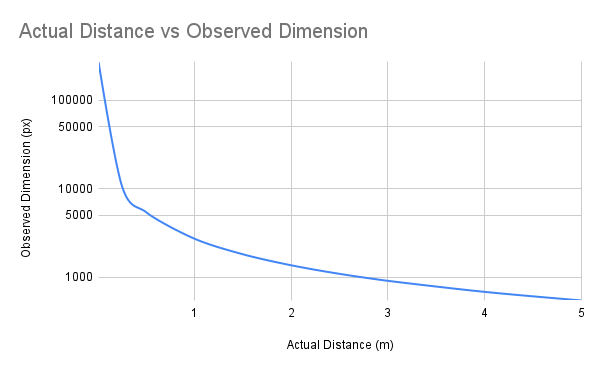 Actual Distance vs Observed Dimension
Observed Dimension (px)
100000
50000
10000
5000
1000
1 2 3 4 5
Actual Distance (m)